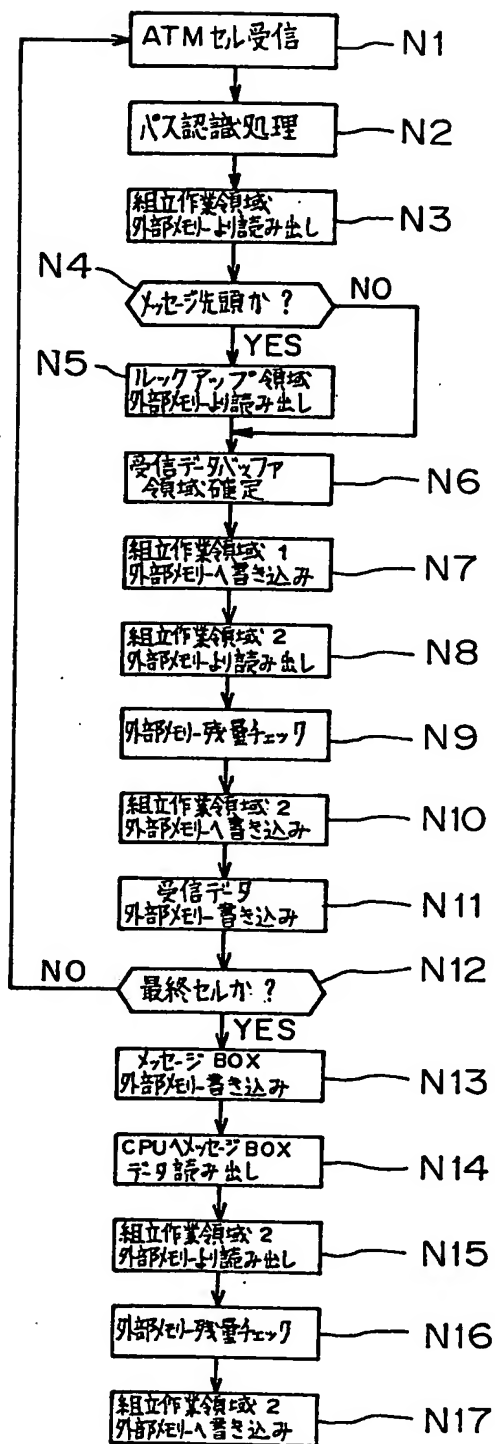 ATMセル受信
N1
パス認識処理
N2
組立作業領域
外部メモリーより読み出し
N3
N4
メッセージ先頭か?
NO
YES
N5
ルックアップ領域
外部メモリーより読み出し
受信データバッファ
領域確定
N6
組立作業領域1
外部メモリーへ書き込み
N7
組立作業領域2
外部メモリーより読み出し
N8
外部メモリー残量チェック
N9
組立作業領域2
外部メモリーへ書き込み
N10
受信データ
外部メモリー書き込み
N11
NO
最終セルか?
N12
YES
メッセージBOX
外部メモリー書き込み
N13
CPUへメッセージBOX
データ読み出し
N14
組立作業領域2
外部メモリーより読み出し
N15
外部メモリー残量チェック
N16
組立作業領域2
外部メモリーへ書き込み
N17